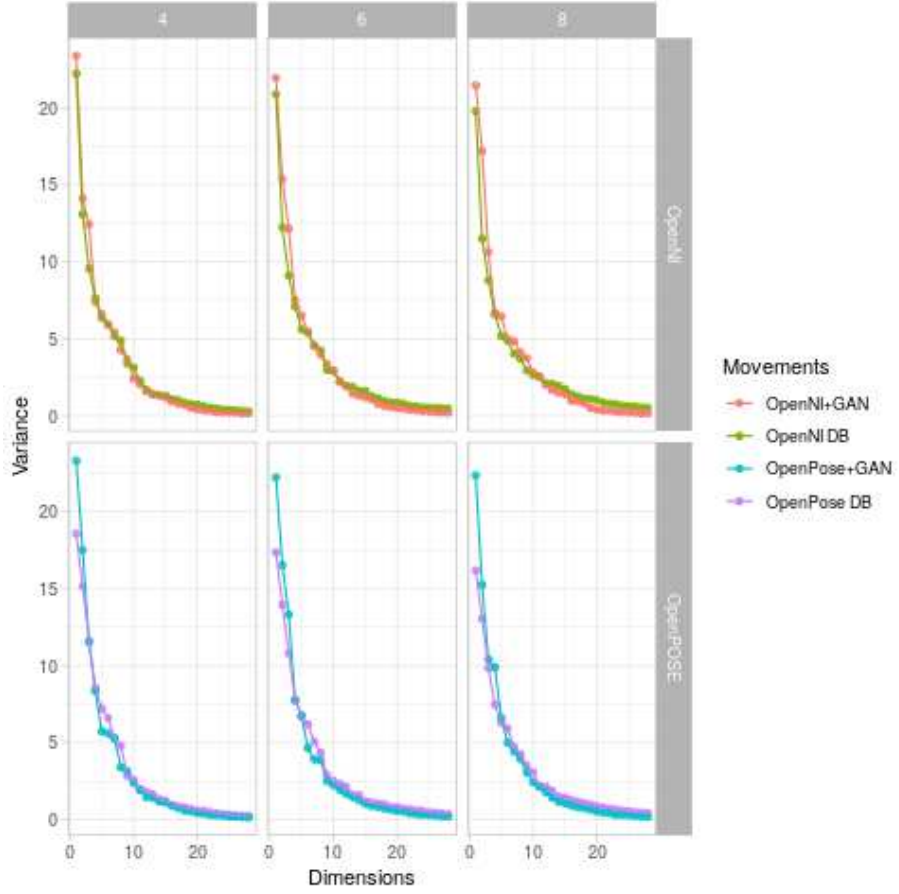 4 6 8
20
15
10
5
0
OpenNI
20
15
10
5
0
OpenPOSE
0 10 20 0 10 20 0 10 20
Variance
Dimensions
Movements
OpenNI+GAN
OpenNI DB
OpenPose+GAN
OpenPose DB